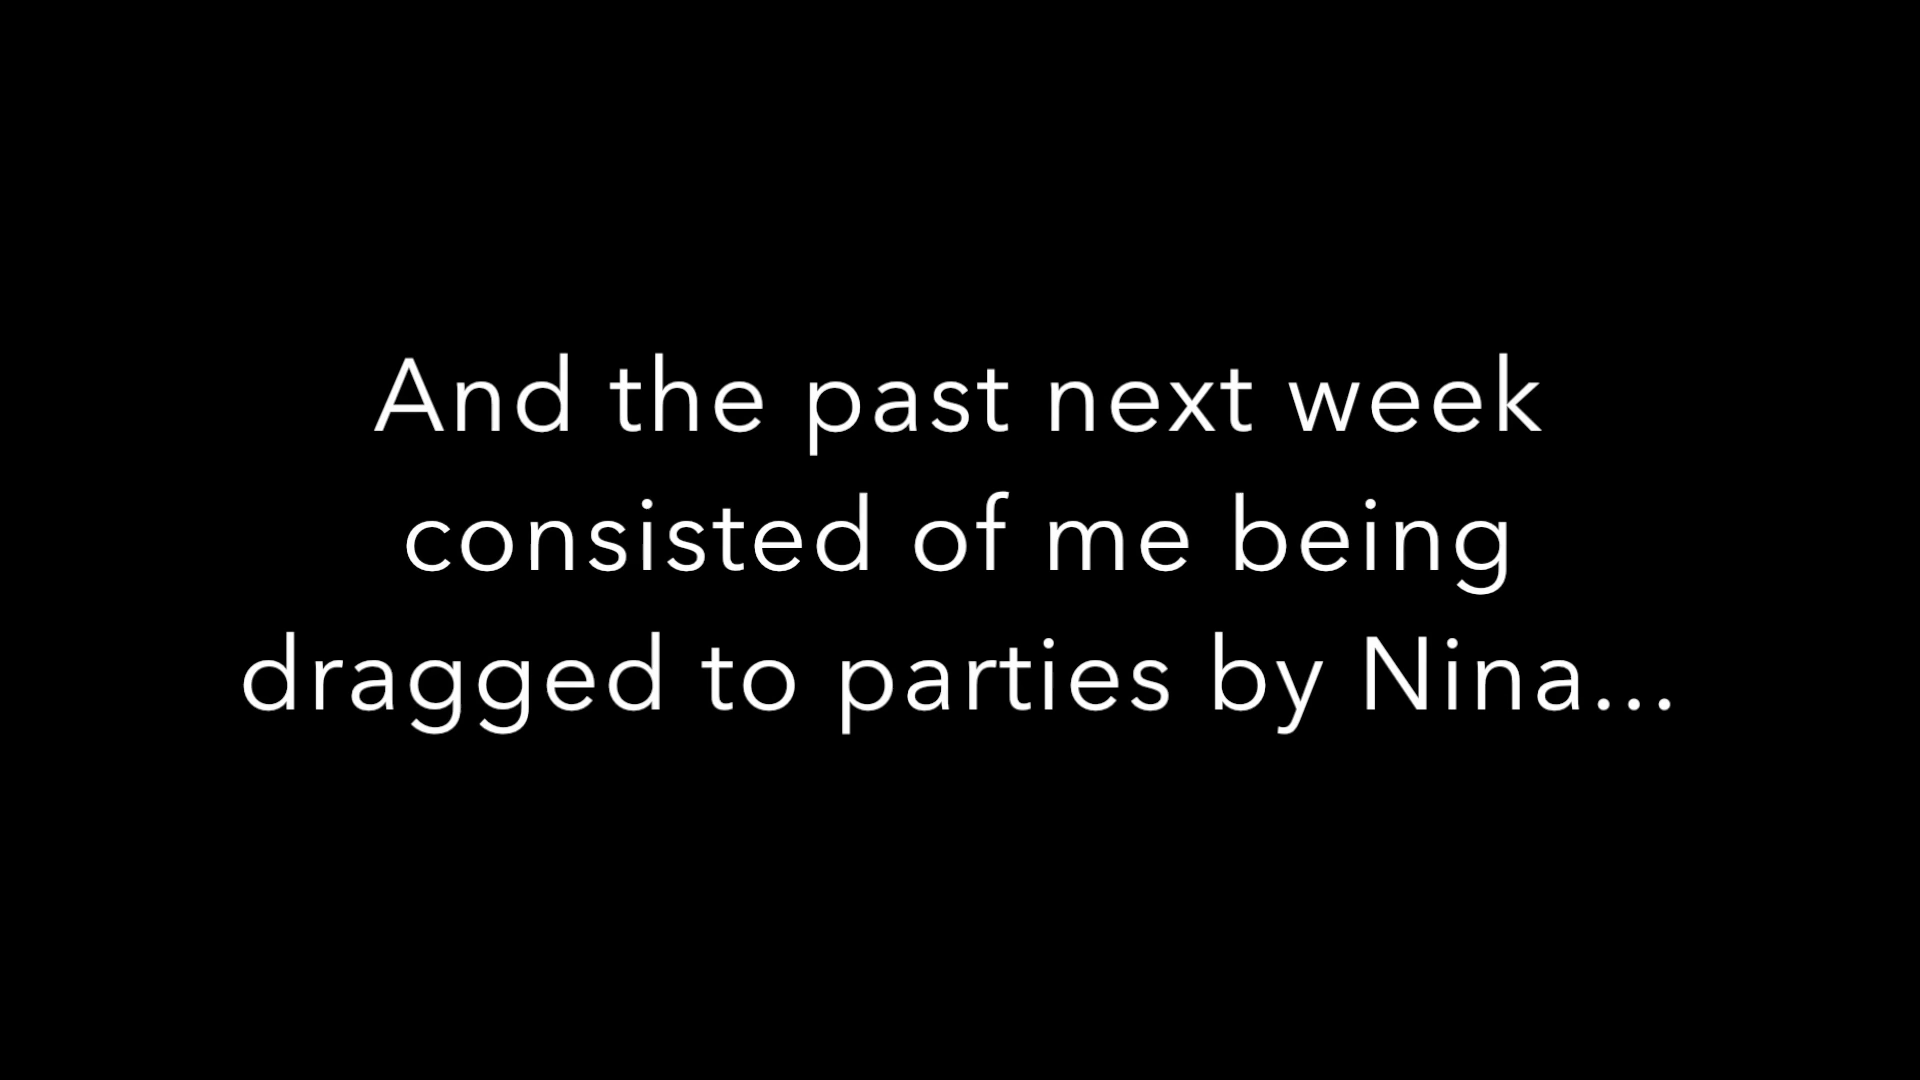 And the past next week
consisted of me being
dragged to parties by Nina...